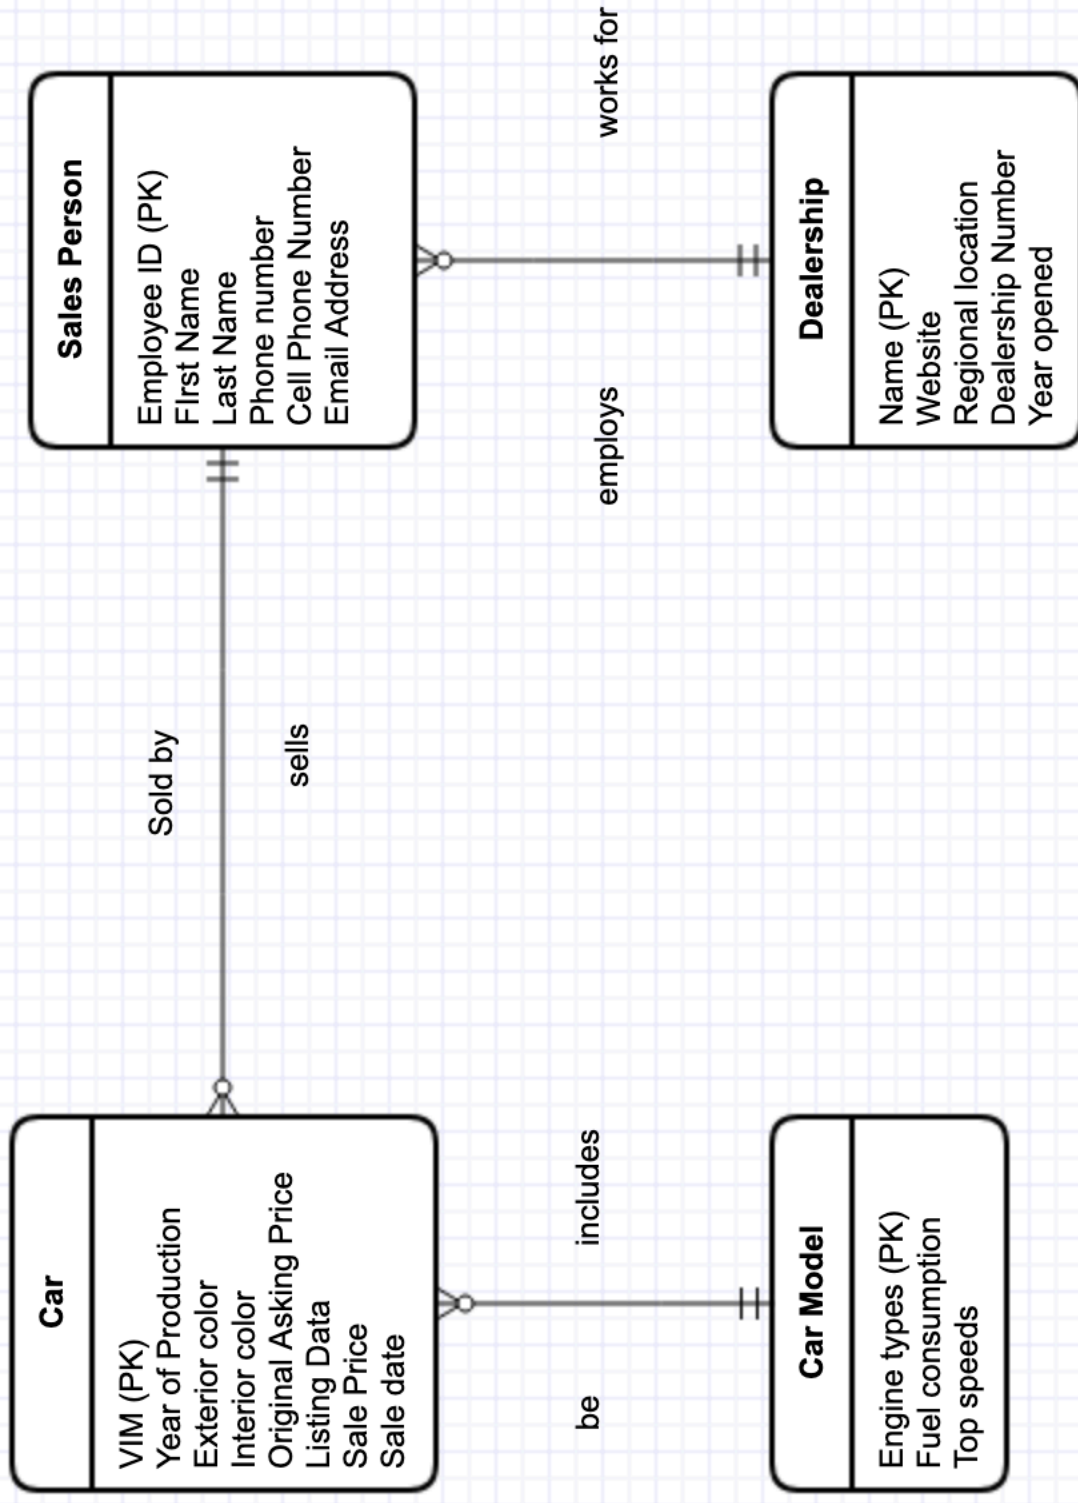 Car
VIM (PK)
Year of Production
Exterior color
Interior color
Original Asking Price
Listing Data
Sale Price
Sale date
Sold by
sells
Sales Person
Employee ID (PK)
FIrst Name
Last Name
Phone number
Cell Phone Number
Email Address
be
includes
employs
works for
Car Model
Engine types (PK)
Fuel consumption
Top speeds
Dealership
Name (PK)
Website
Regional location
Dealership Number
Year opened